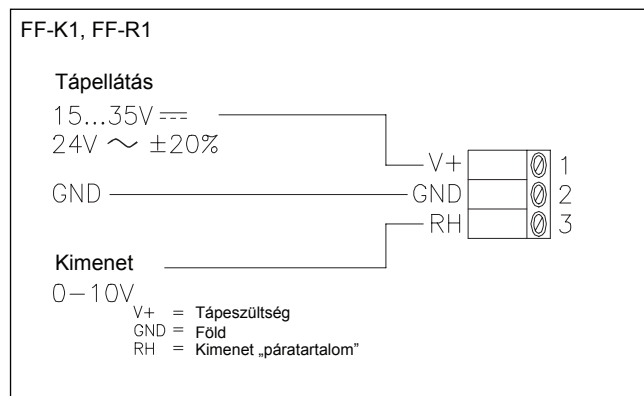 FF-K1, FF-R1
Tápellátás
15...35V ⎓
24V ~ ±20%
V+ 1
GND GND 2
RH 3
Kimenet
0-10V
V+ = Tápeszültség
GND = Föld
RH = Kimenet „páratartalom”